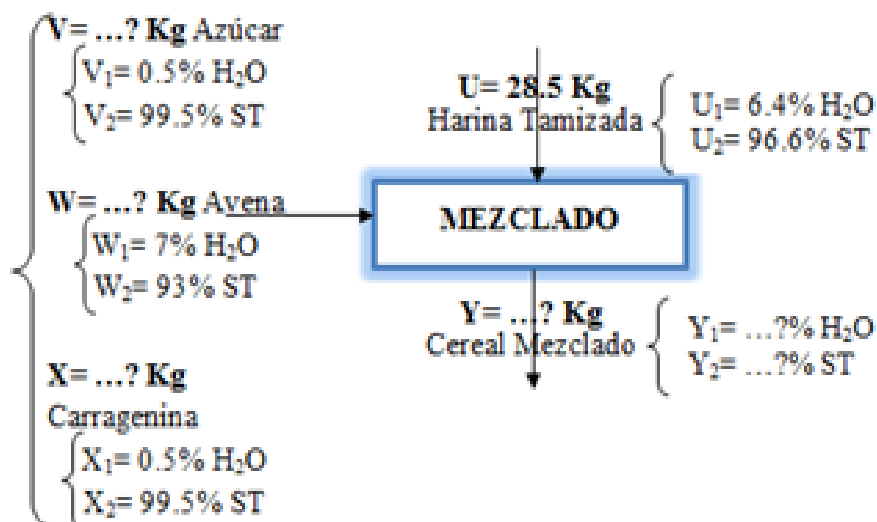 V= ...? Kg Azúcar
V₁= 0.5% H₂O
V₂= 99.5% ST
U= 28.5 Kg
Harina Tamizada
U₁= 6.4% H₂O
U₂= 96.6% ST
W= ...? Kg Avena
W₁= 7% H₂O
W₂= 93% ST
MEZCLADO
Y= ...? Kg
Cereal Mezclado
Y₁= ...?% H₂O
Y₂= ...?% ST
X= ...? Kg
Carragenina
X₁= 0.5% H₂O
X₂= 99.5% ST